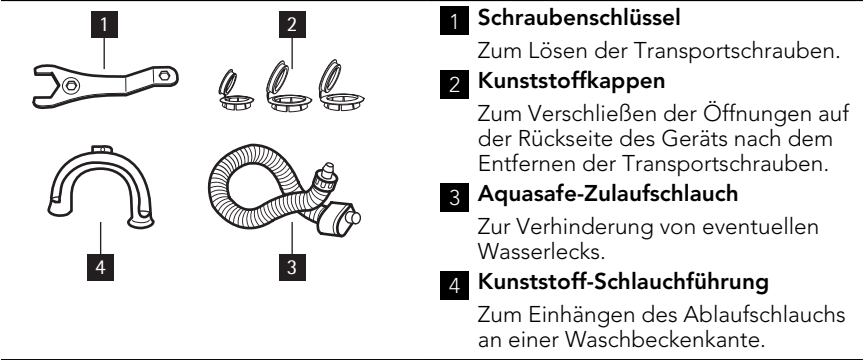 1
2
4
3
1 Schraubenschlüssel
Zum Lösen der Transportschrauben.
2 Kunststoffkappen
Zum Verschließen der Öffnungen auf
der Rückseite des Geräts nach dem
Entfernen der Transportschrauben.
3 Aquasafe-Zulaufschlauch
Zur Verhinderung von eventuellen
Wasserlecks.
4 Kunststoff-Schlauchführung
Zum Einhängen des Ablaufschlauchs
an einer Waschbeckenkante.